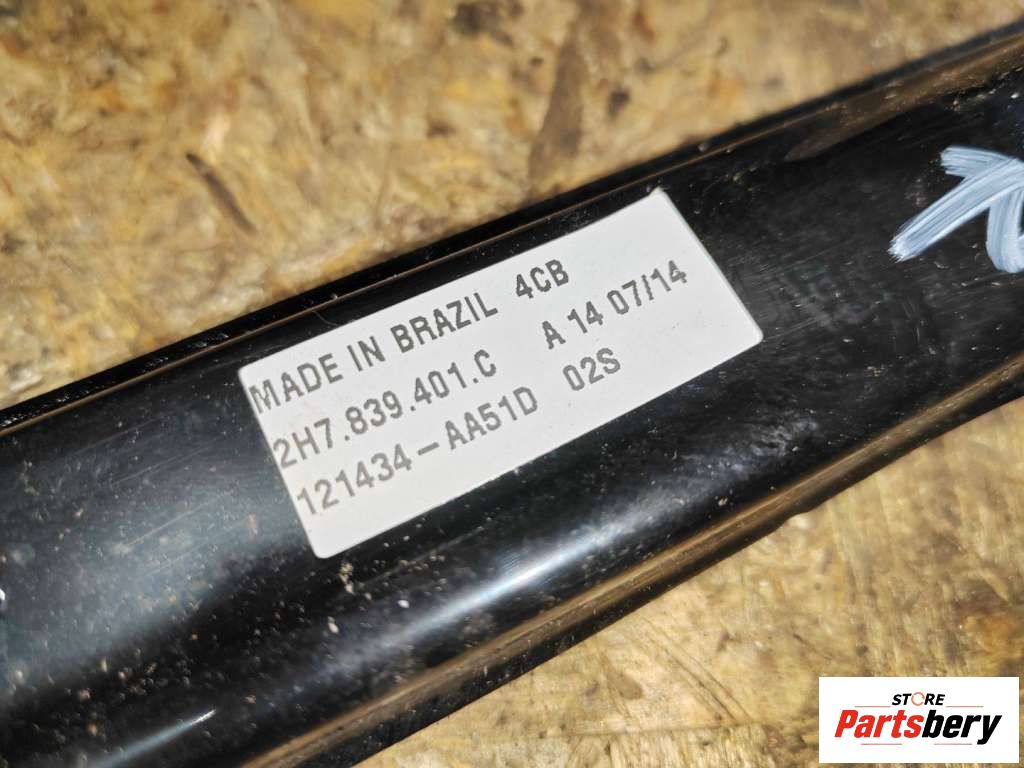 MADE IN BRAZIL 4CB
2H7.839.401.C A 14 07/14
121434-AA51D 02S
STORE
Partsbery